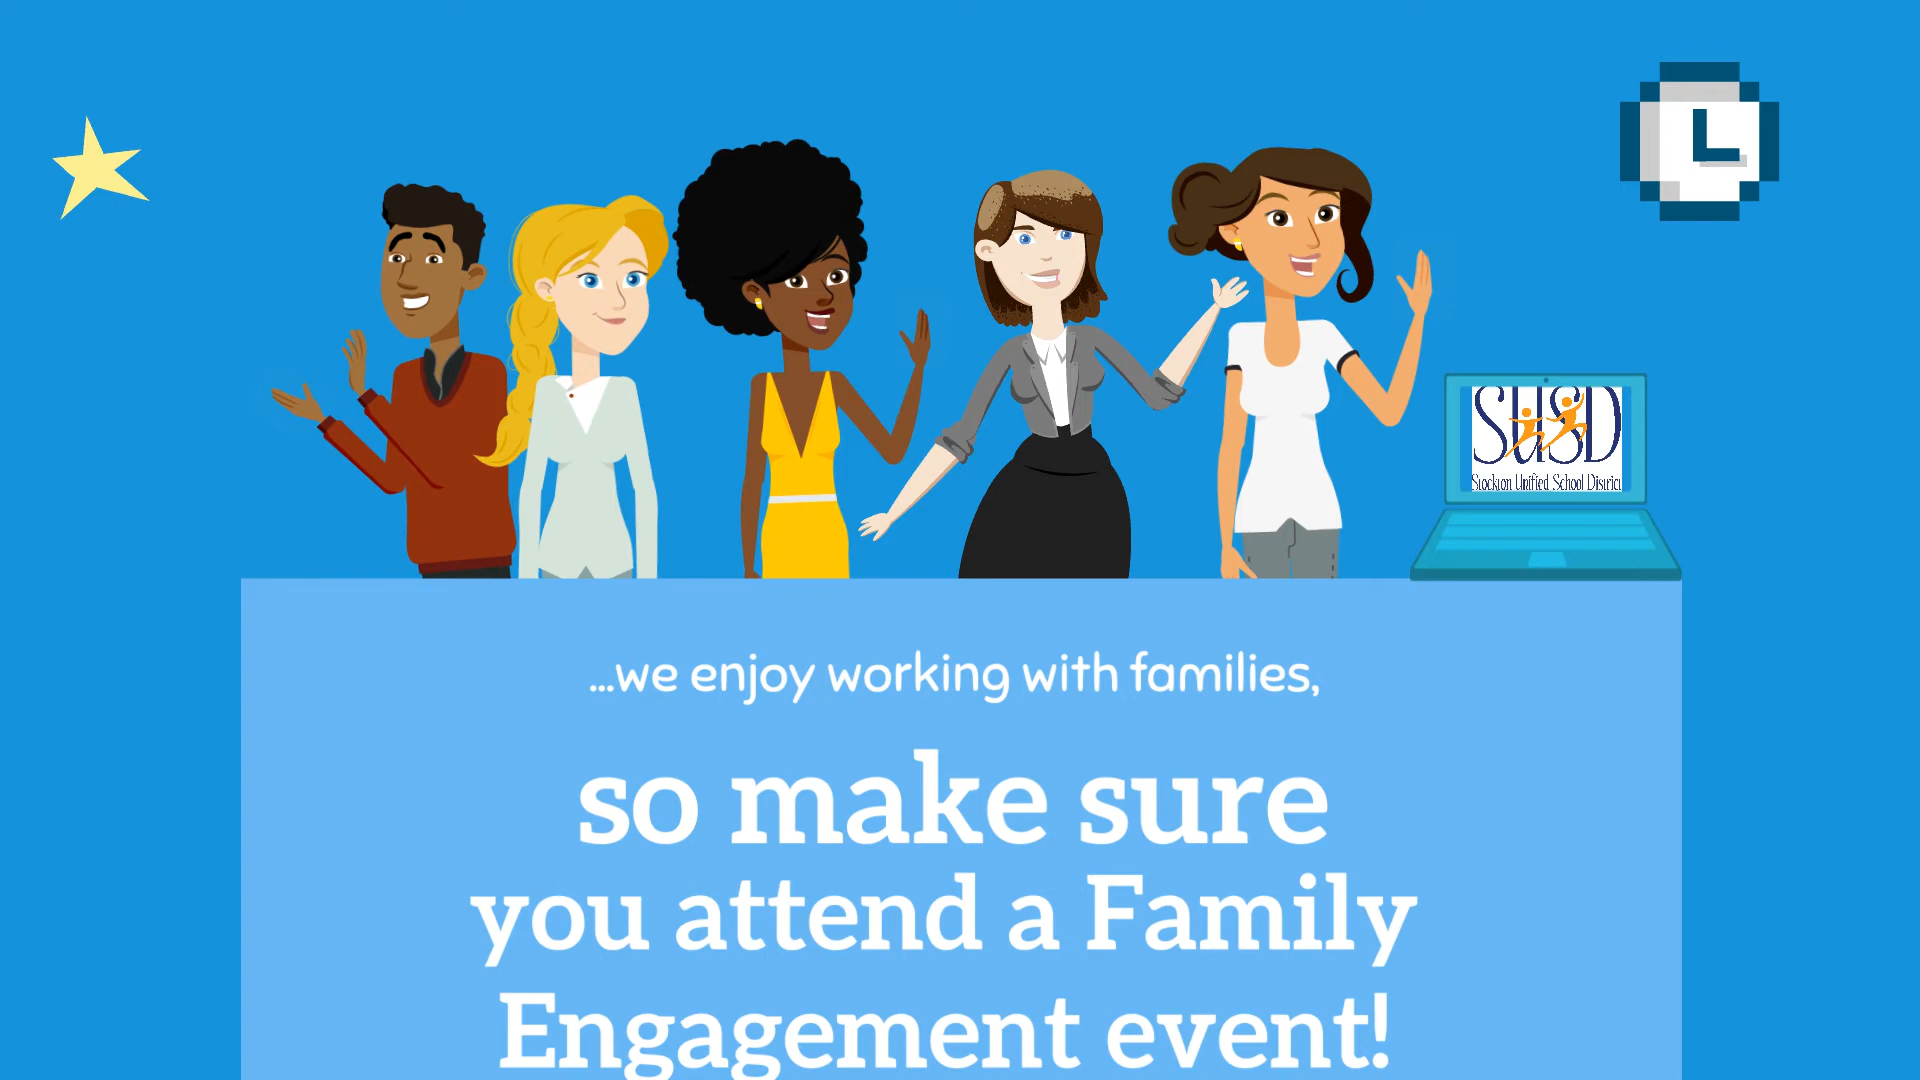 SUSD
Stockton Unified School District
...we enjoy working with families,
so make sure
you attend a Family
Engagement event!